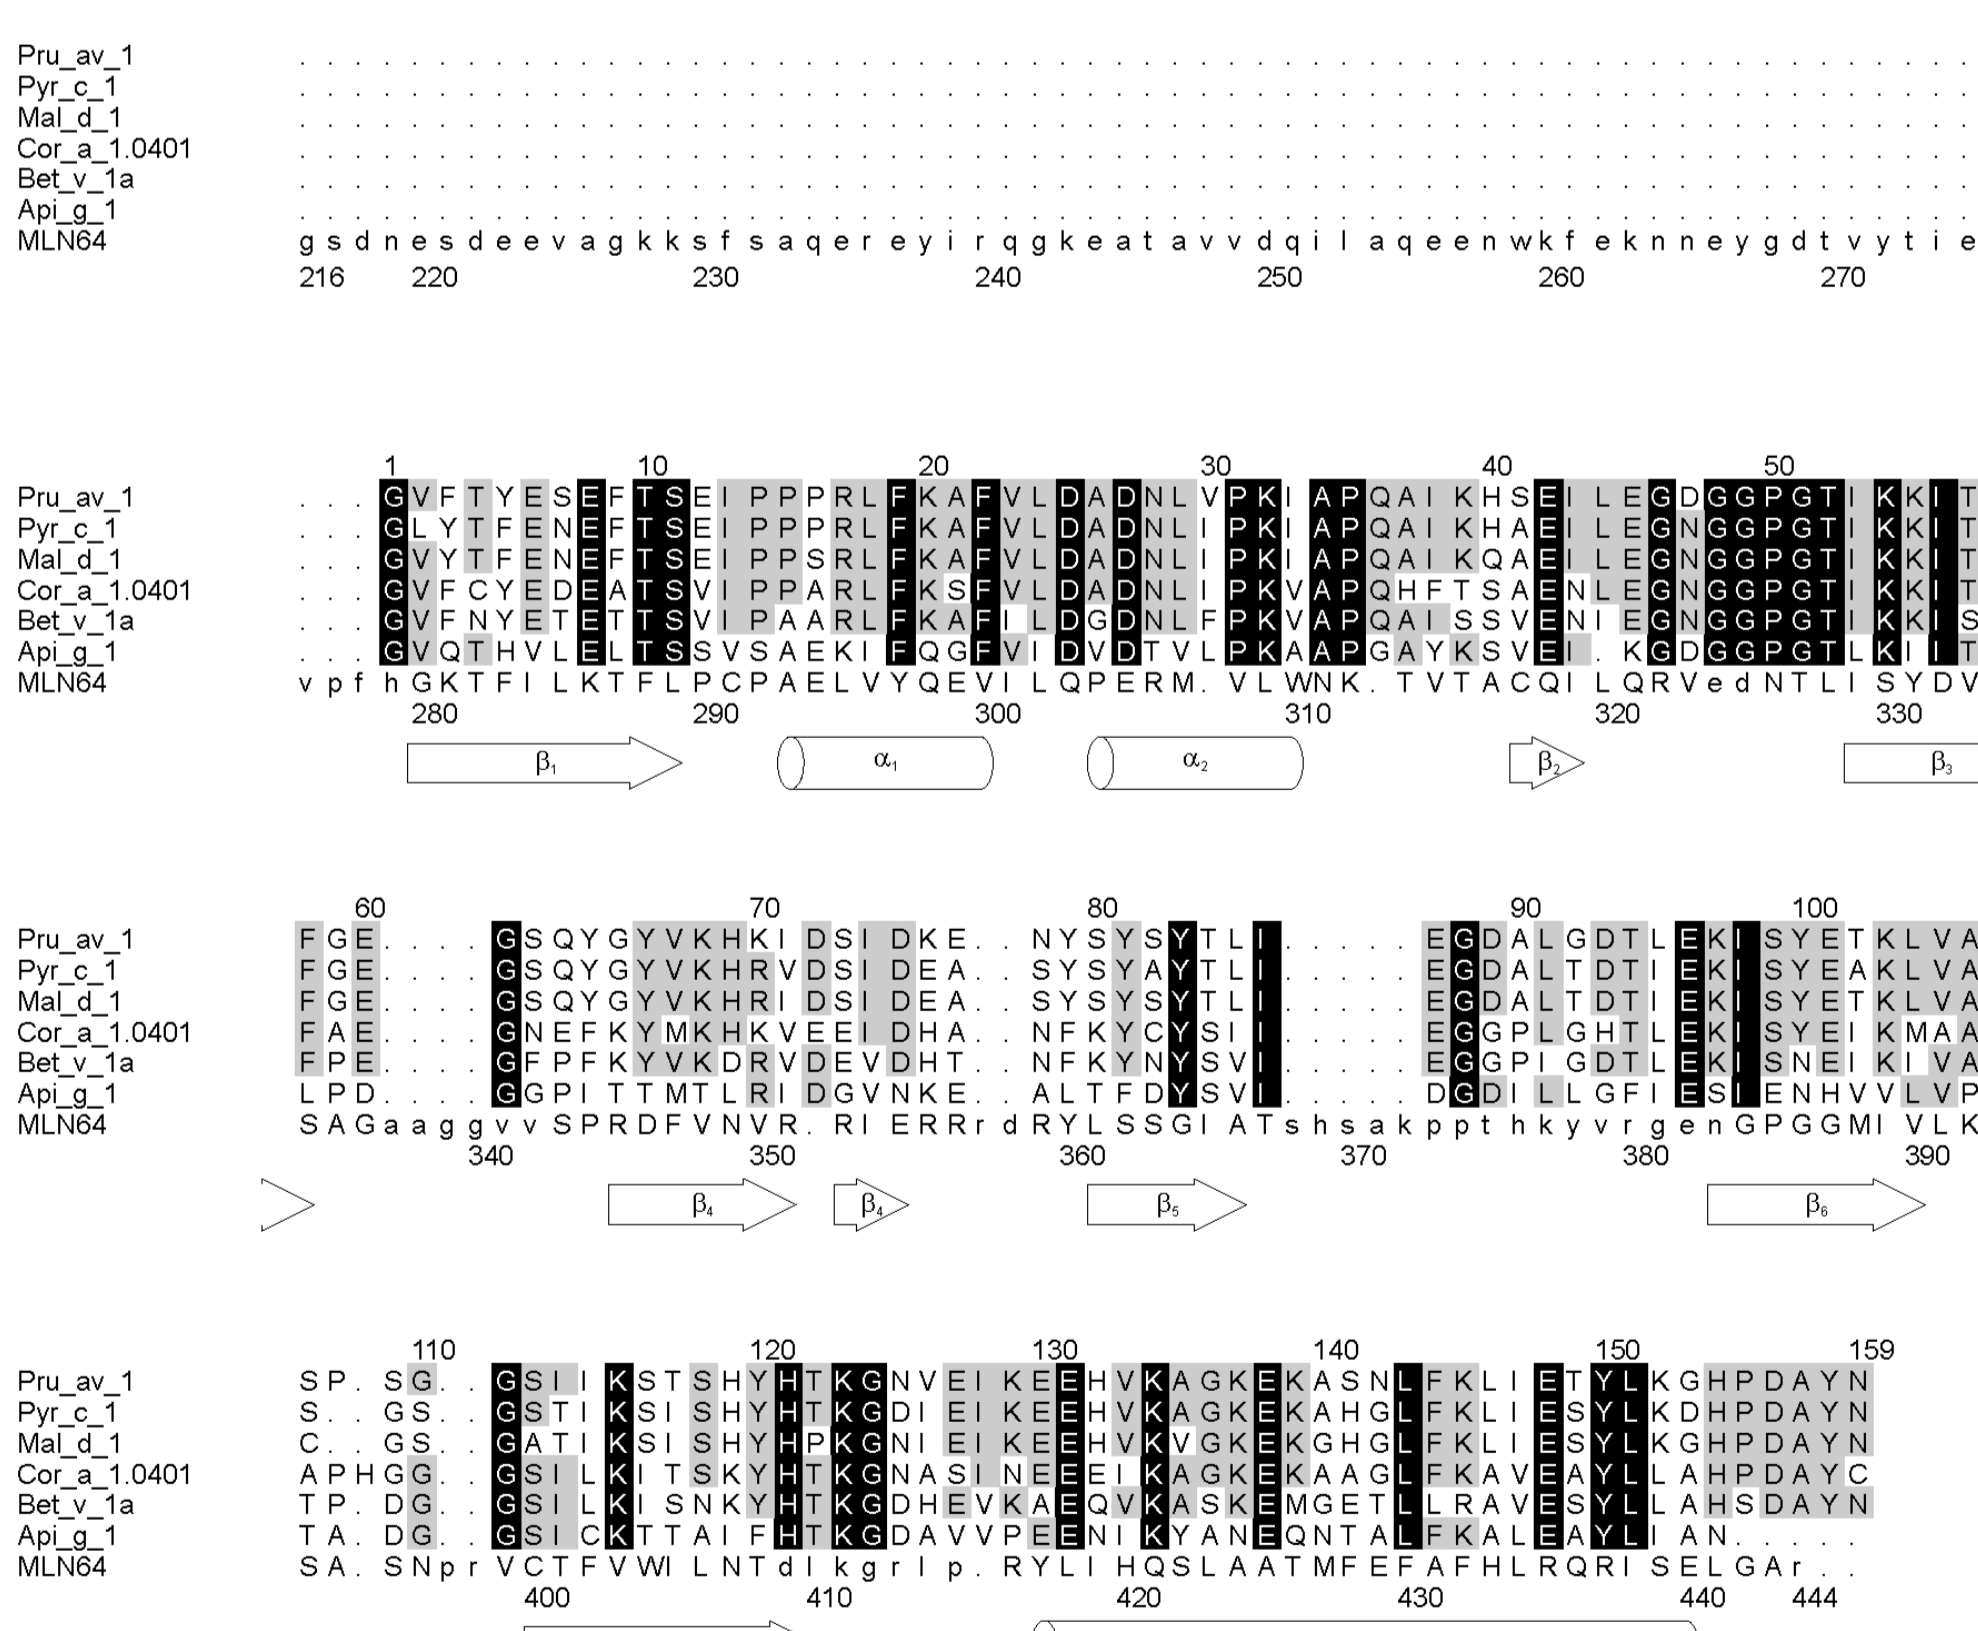 Pru_av_1 . . . . . . . . . . . . . . . . . . . . . . . . . . . . . . . . . . . . . . . . . . . . . . . . . . . . . . . . . . . .
Pyr_c_1 . . . . . . . . . . . . . . . . . . . . . . . . . . . . . . . . . . . . . . . . . . . . . . . . . . . . . . . . . . . .
Mal_d_1 . . . . . . . . . . . . . . . . . . . . . . . . . . . . . . . . . . . . . . . . . . . . . . . . . . . . . . . . . . . .
Cor_a_1.0401 . . . . . . . . . . . . . . . . . . . . . . . . . . . . . . . . . . . . . . . . . . . . . . . . . . . . . . . . . . . .
Bet_v_1a . . . . . . . . . . . . . . . . . . . . . . . . . . . . . . . . . . . . . . . . . . . . . . . . . . . . . . . . . . . .
Api_g_1 . . . . . . . . . . . . . . . . . . . . . . . . . . . . . . . . . . . . . . . . . . . . . . . . . . . . . . . . . . . .
MLN64 g s d n e s d e e v a g k k s f s a q e r e y i r q g k e a t a v v d q i l a q e e n w k f e k n n e y g d t v y t i e
216 220 230 240 250 260 270
1 10 20 30 40 50
Pru_av_1 . . . G V F T Y E S E F T S E I P P P R L F K A F V L D A D N L V P K I A P Q A I K H S E I L E G D G G P G T I K K I T
Pyr_c_1 . . . G L Y T F E N E F T S E I P P P R L F K A F V L D A D N L I P K I A P Q A I K H A E I L E G N G G P G T I K K I T
Mal_d_1 . . . G V Y T F E N E F T S E I P P S R L F K A F V L D A D N L I P K I A P Q A I K Q A E I L E G N G G P G T I K K I T
Cor_a_1.0401 . . . G V F C Y E D E A T S V I P P A R L F K S F V L D A D N L I P K V A P Q H F T S A E N L E G N G G P G T I K K I T
Bet_v_1a . . . G V F N Y E T E T T S V I P A A R L F K A F I L D G D N L F P K V A P Q A I S S V E N I E G N G G P G T I K K I S
Api_g_1 . . . G V Q T H V L E L T S S V S A E K I F Q G F V I D V D T V L P K A A P G A Y K S V E I . K G D G G P G T L K I I T
MLN64 v p f h G K T F I L K T F L P C P A E L V Y Q E V I L Q P E R M . V L W N K . T V T A C Q I L Q R V e d N T L I S Y D V
280 290 300 310 320 330
β1 α1 α2 β2 β3
60 70 80 90 100
Pru_av_1 F G E . . . . G S Q Y G Y V K H K I D S I D K E . . N Y S Y S Y T L I . . . . . E G D A L G D T L E K I S Y E T K L V A
Pyr_c_1 F G E . . . . G S Q Y G Y V K H R V D S I D E A . . S Y S Y A Y T L I . . . . . E G D A L T D T I E K I S Y E A K L V A
Mal_d_1 F G E . . . . G S Q Y G Y V K H R I D S I D E A . . S Y S Y S Y T L I . . . . . E G D A L T D T I E K I S Y E T K L V A
Cor_a_1.0401 F A E . . . . G N E F K Y M K H K V E E I D H A . . N F K Y C Y S I I . . . . . E G G P L G H T L E K I S Y E I K M A A
Bet_v_1a F P E . . . . G F P F K Y V K D R V D E V D H T . . N F K Y N Y S V I . . . . . E G G P I G D T L E K I S N E I K I V A
Api_g_1 L P D . . . . G G P I T T M T L R I D G V N K E . . A L T F D Y S V I . . . . . D G D I L L G F I E S I E N H V V L V P
MLN64 S A G a a g g v v S P R D F V N V R . R I E R R r d R Y L S S G I A T s h s a k p p t h k y v r g e n G P G G M I V L K
340 350 360 370 380 390
β4 β4 β5 β6
110 120 130 140 150 159
Pru_av_1 S P . S G . . G S I I K S T S H Y H T K G N V E I K E E H V K A G K E K A S N L F K L I E T Y L K G H P D A Y N
Pyr_c_1 S . . G S . . G S T I K S I S H Y H T K G D I E I K E E H V K A G K E K A H G L F K L I E S Y L K D H P D A Y N
Mal_d_1 C . . G S . . G A T I K S I S H Y H P K G N I E I K E E H V K V G K E K G H G L F K L I E S Y L K G H P D A Y N
Cor_a_1.0401 A P H G G . . G S I L K I T S K Y H T K G N A S I N E E E I K A G K E K A A G L F K A V E A Y L L A H P D A Y C
Bet_v_1a T P . D G . . G S I L K I S N K Y H T K G D H E V K A E Q V K A S K E M G E T L L R A V E S Y L L A H S D A Y N
Api_g_1 T A . D G . . G S I C K T T A I F H T K G D A V V P E E N I K Y A N E Q N T A L F K A L E A Y L I A N . . . . .
MLN64 S A . S N p r V C T F V W I L N T d l k g r l p . R Y L I H Q S L A A T M F E F A F H L R Q R I S E L G A r . .
400 410 420 430 440 444